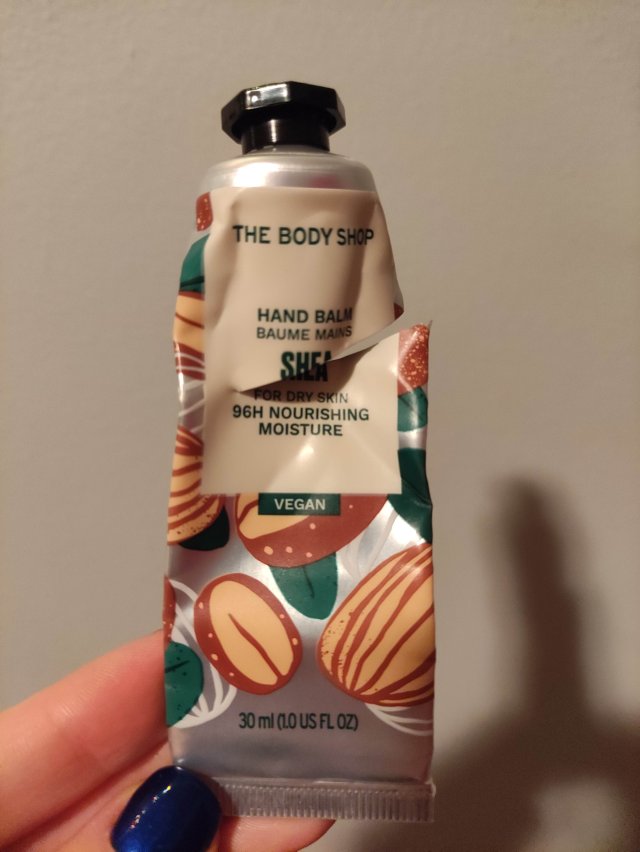 THE BODY SHOP
HAND BALM
BAUME MAINS
SHEA
FOR DRY SKIN
96H NOURISHING
MOISTURE
VEGAN
30 ml (1.0 US FL OZ)